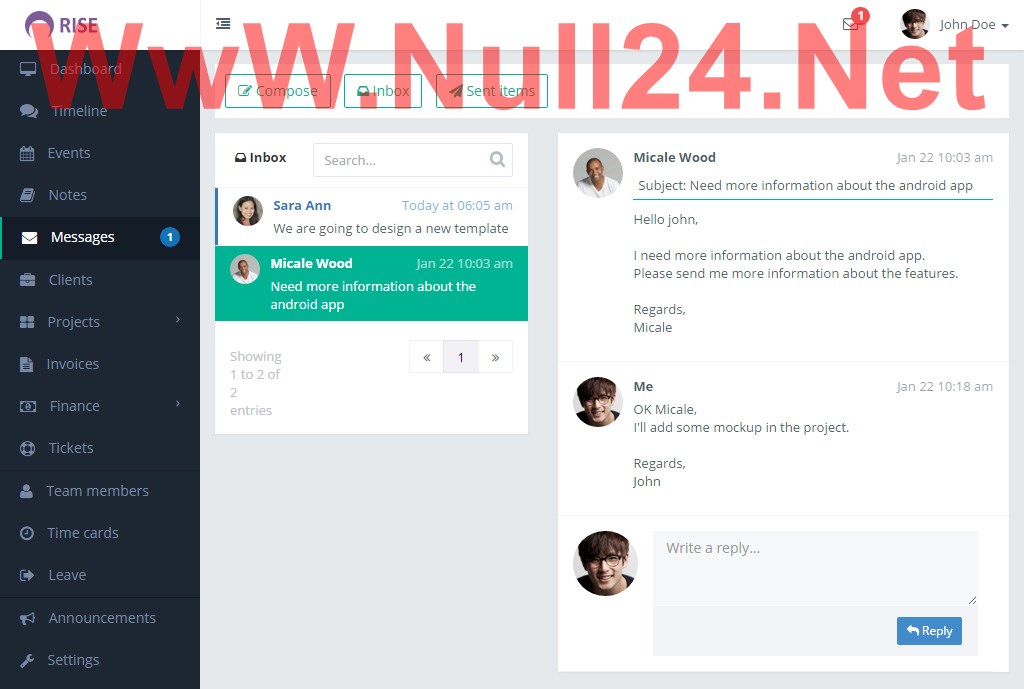 RISE
1
John Doe
WwW.Null24.Net
Dashboard
Timeline
Events
Notes
Messages 1
Clients
Projects
Invoices
Finance
Tickets
Team members
Time cards
Leave
Announcements
Settings
Compose Inbox Sent items
Inbox Search...
Sara Ann Today at 06:05 am
We are going to design a new template
Micale Wood Jan 22 10:03 am
Need more information about the
android app
Showing
1 to 2 of
2
entries
« 1 »
Micale Wood Jan 22 10:03 am
Subject: Need more information about the android app
Hello john,
I need more information about the android app.
Please send me more information about the features.
Regards,
Micale
Me Jan 22 10:18 am
OK Micale,
I'll add some mockup in the project.
Regards,
John
Write a reply...
Reply